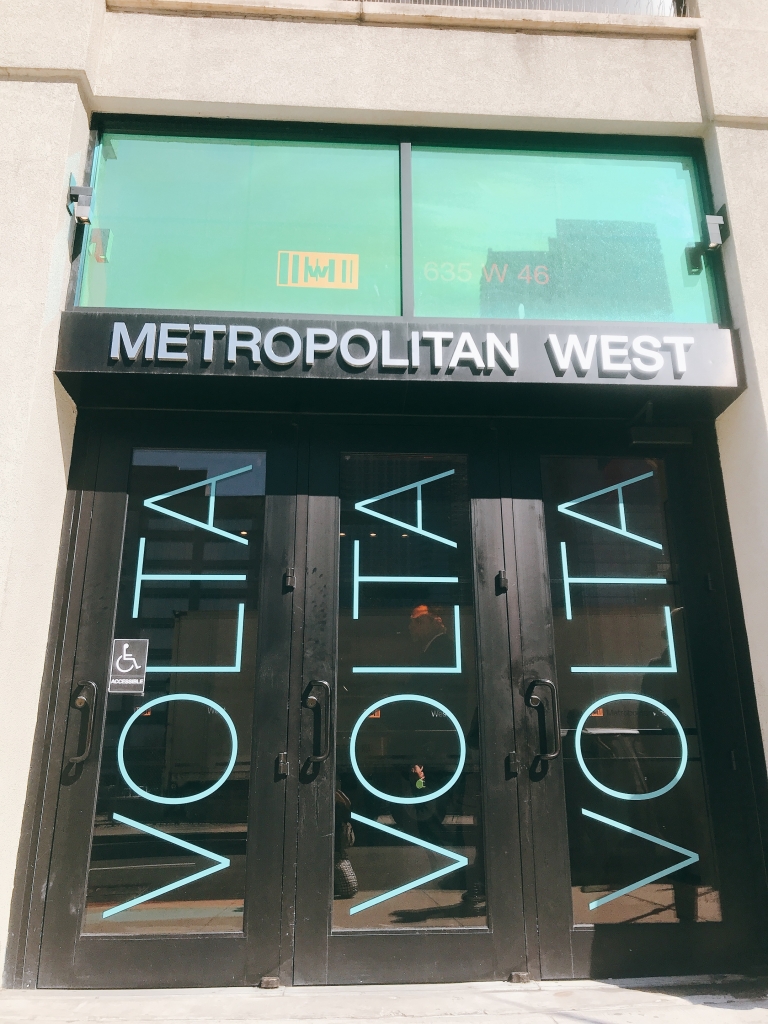 W
635 W 46
METROPOLITAN WEST
VOLTA
VOLTA
VOLTA
ACCESSIBLE